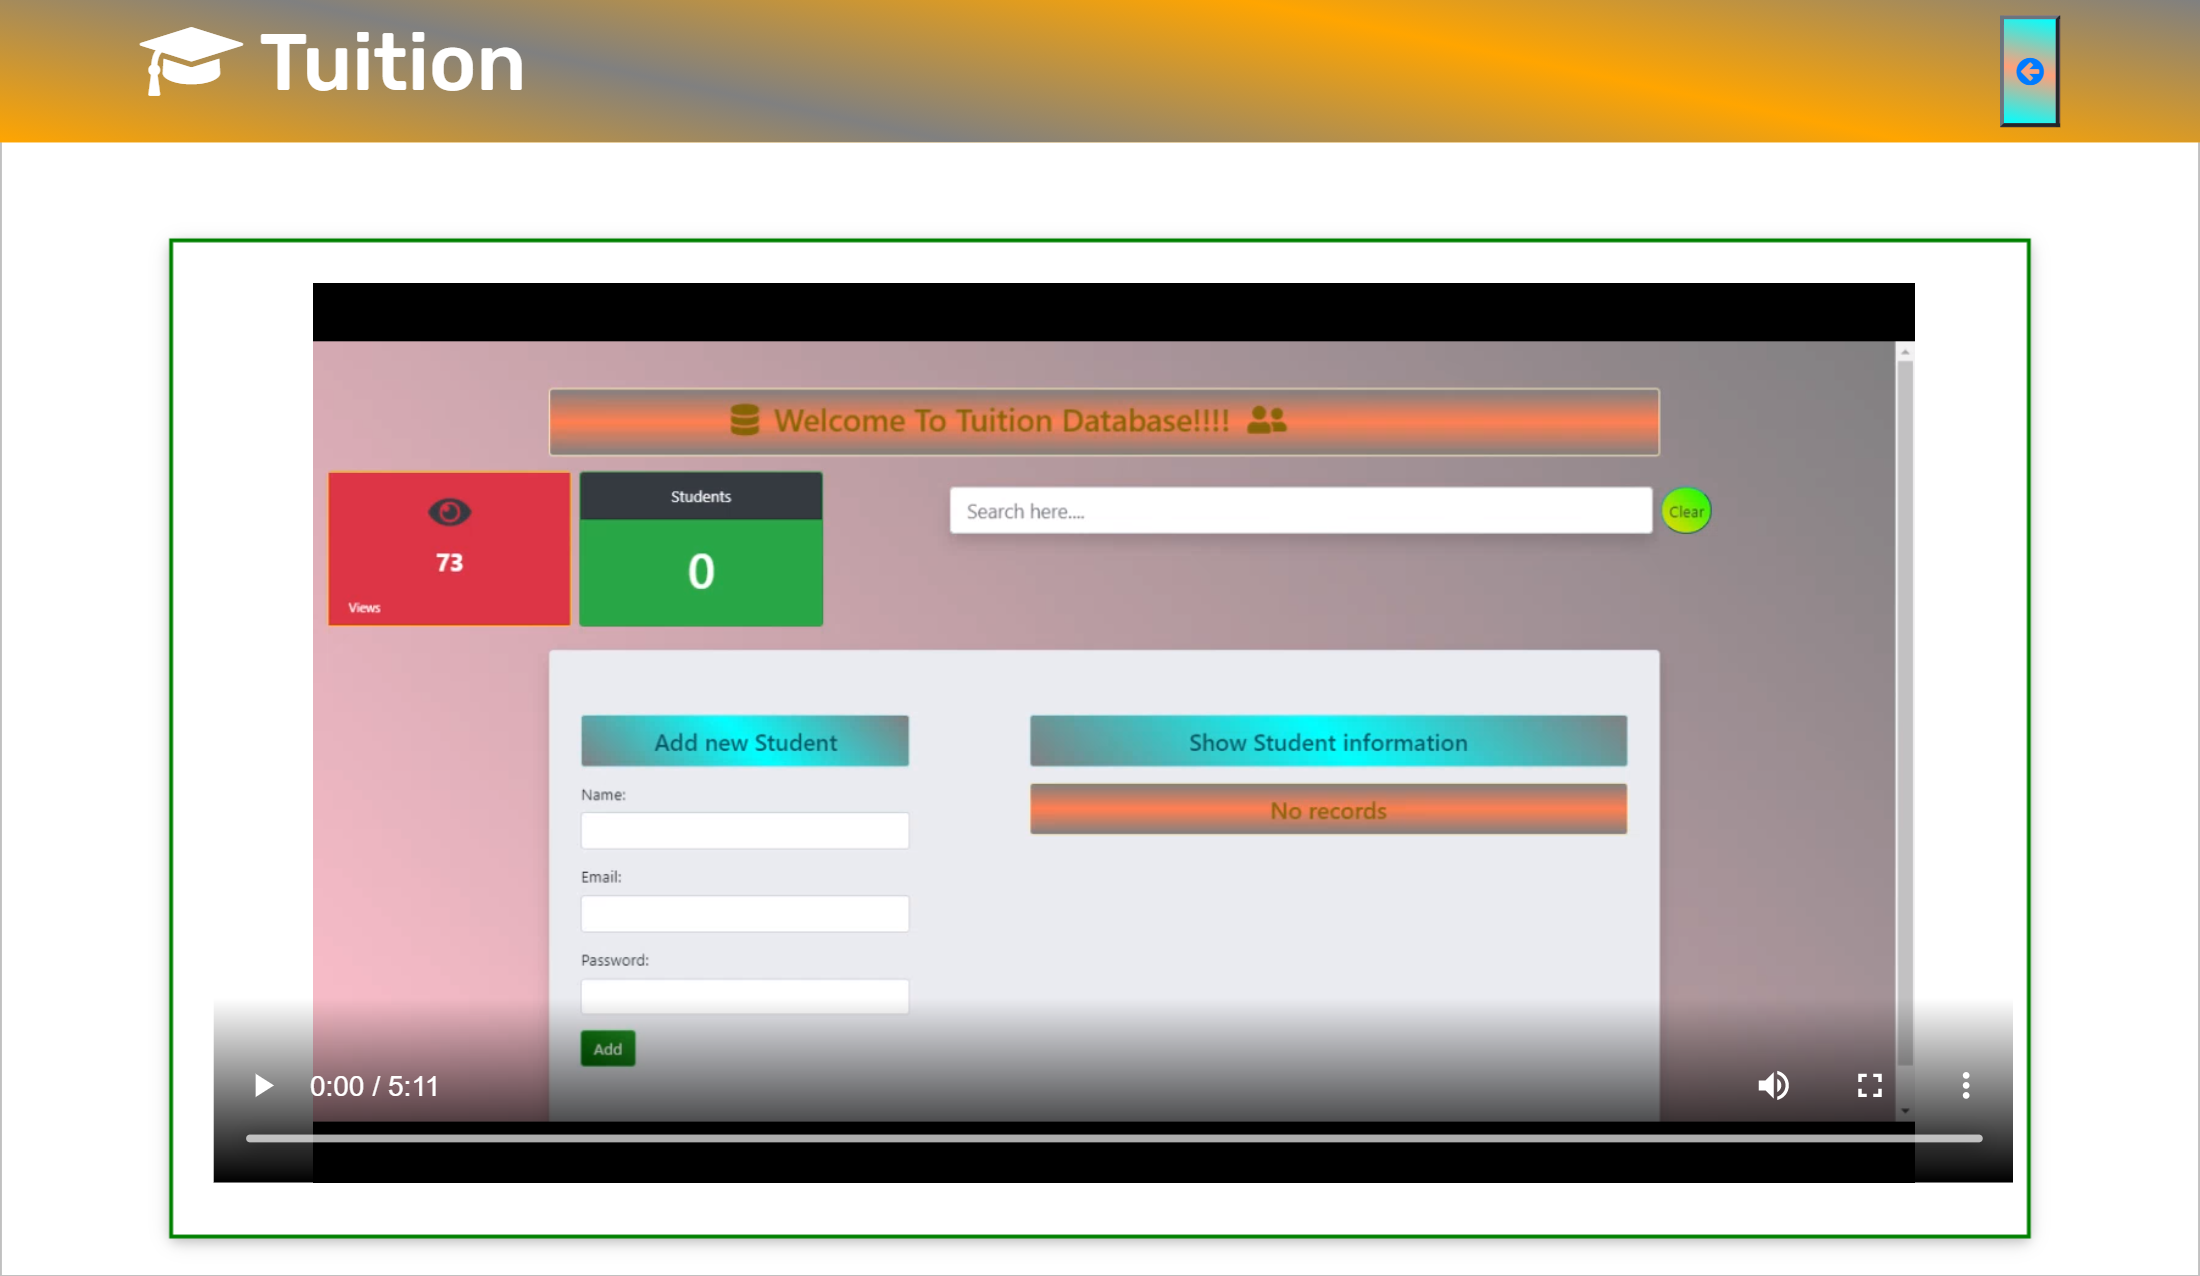 Tuition
Welcome To Tuition Database!!!!
73
Views
Students
0
Search here....
Clear
Add new Student
Name:
Email:
Password:
Add
Show Student information
No records
0:00 / 5:11